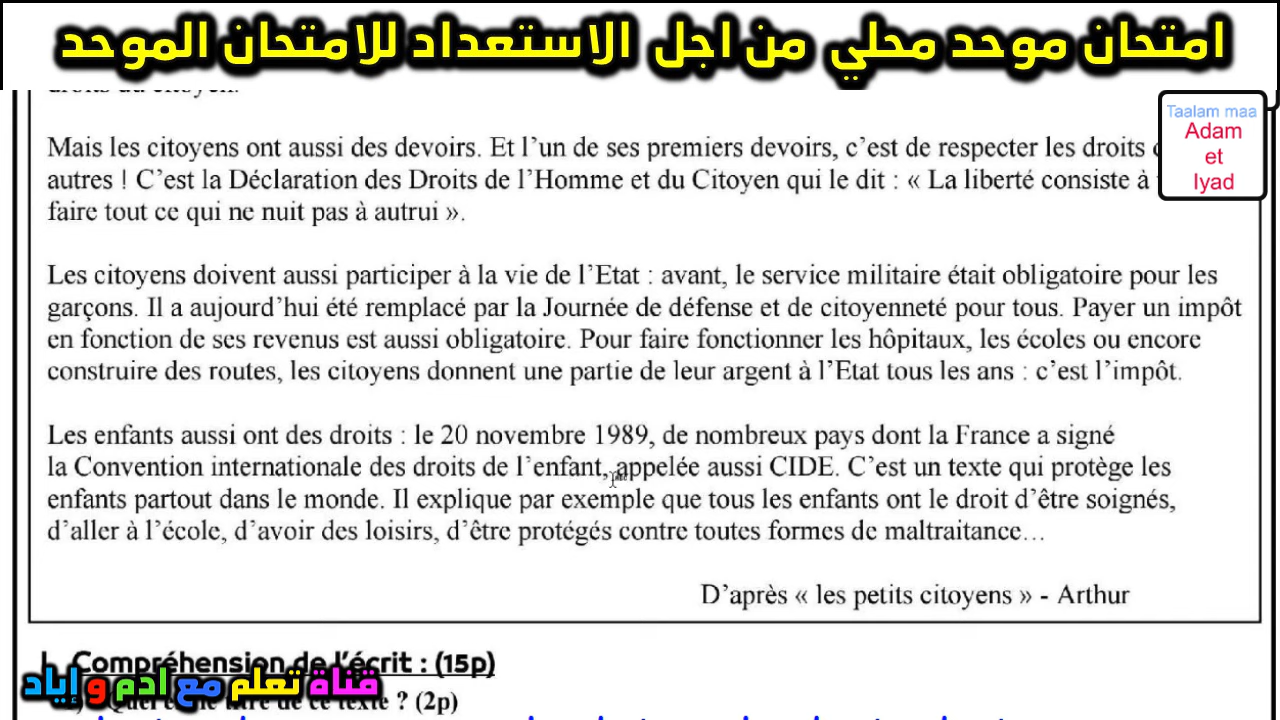 امتحان موحد محلي من اجل الاستعداد للامتحان الموحد
droits du citoyen.
Taalam maa
Adam
et
Iyad
Mais les citoyens ont aussi des devoirs. Et l’un de ses premiers devoirs, c’est de respecter les droits
autres ! C’est la Déclaration des Droits de l’Homme et du Citoyen qui le dit : « La liberté consiste à
faire tout ce qui ne nuit pas à autrui ».
Les citoyens doivent aussi participer à la vie de l’Etat : avant, le service militaire était obligatoire pour les
garçons. Il a aujourd’hui été remplacé par la Journée de défense et de citoyenneté pour tous. Payer un impôt
en fonction de ses revenus est aussi obligatoire. Pour faire fonctionner les hôpitaux, les écoles ou encore
construire des routes, les citoyens donnent une partie de leur argent à l’Etat tous les ans : c’est l’impôt.
Les enfants aussi ont des droits : le 20 novembre 1989, de nombreux pays dont la France a signé
la Convention internationale des droits de l’enfant, appelée aussi CIDE. C’est un texte qui protège les
enfants partout dans le monde. Il explique par exemple que tous les enfants ont le droit d’être soignés,
d’aller à l’école, d’avoir des loisirs, d’être protégés contre toutes formes de maltraitance…
D’après « les petits citoyens » - Arthur
I. Compréhension de l’écrit : (15p)
قناة تعلم مع ادم و إياد
Quel est le titre de ce texte ? (2p)